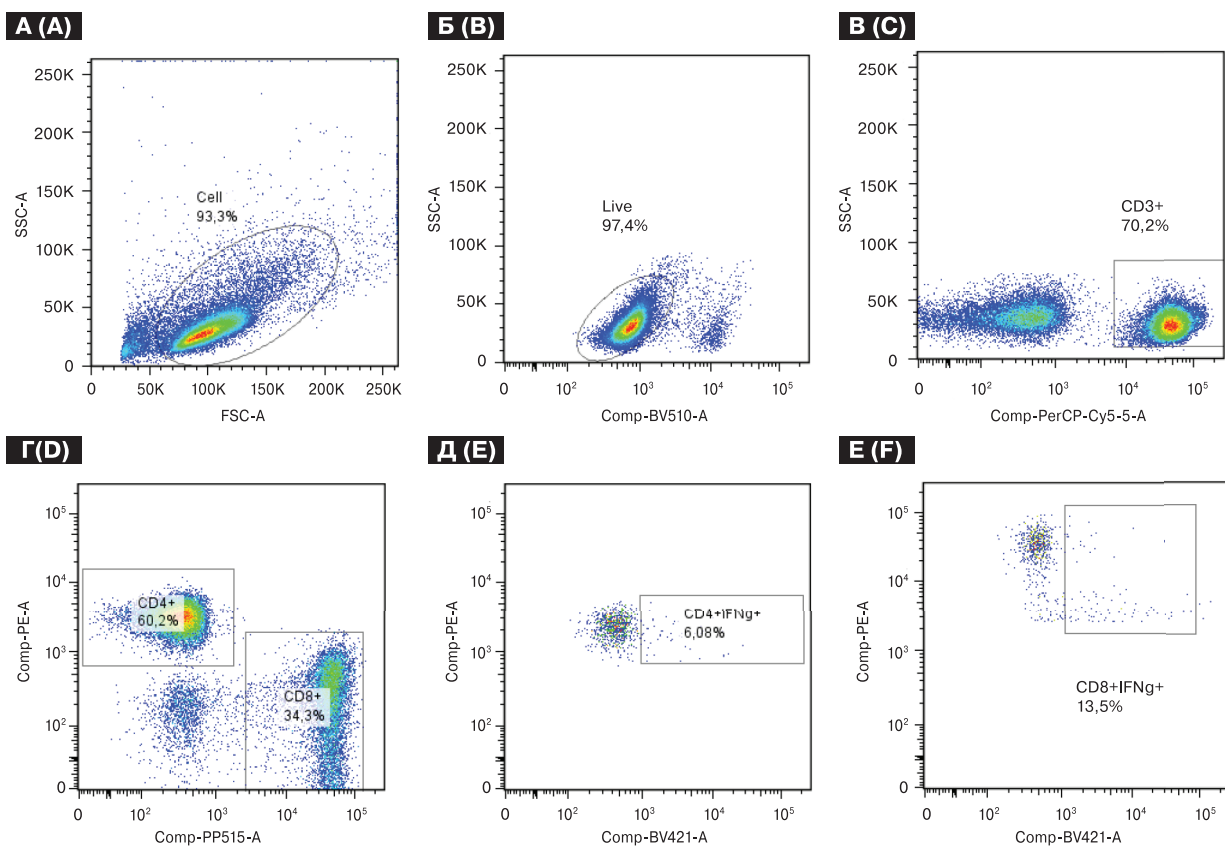 А (A)
250K
200K
150K
100K
50K
0
SSC-A
Cell
93,3%
0 50K 100K 150K 200K 250K
FSC-A
Б (B)
250K
200K
150K
100K
50K
0
SSC-A
Live
97,4%
0 10² 10³ 10⁴ 10⁵
Comp-BV510-A
В (C)
250K
200K
150K
100K
50K
0
SSC-A
CD3+
70,2%
0 10² 10³ 10⁴ 10⁵
Comp-PerCP-Cy5-5-A
Г(D)
10⁵
10⁴
10³
10²
0
Comp-PE-A
CD4+
60,2%
CD8+
34,3%
0 10² 10³ 10⁴ 10⁵
Comp-PP515-A
Д (E)
10⁵
10⁴
10³
10²
0
Comp-PE-A
CD4+IFNg+
6,08%
0 10² 10³ 10⁴ 10⁵
Comp-BV421-A
Е (F)
10⁵
10⁴
10³
10²
0
Comp-PE-A
CD8+IFNg+
13,5%
0 10² 10³ 10⁴ 10⁵
Comp-BV421-A